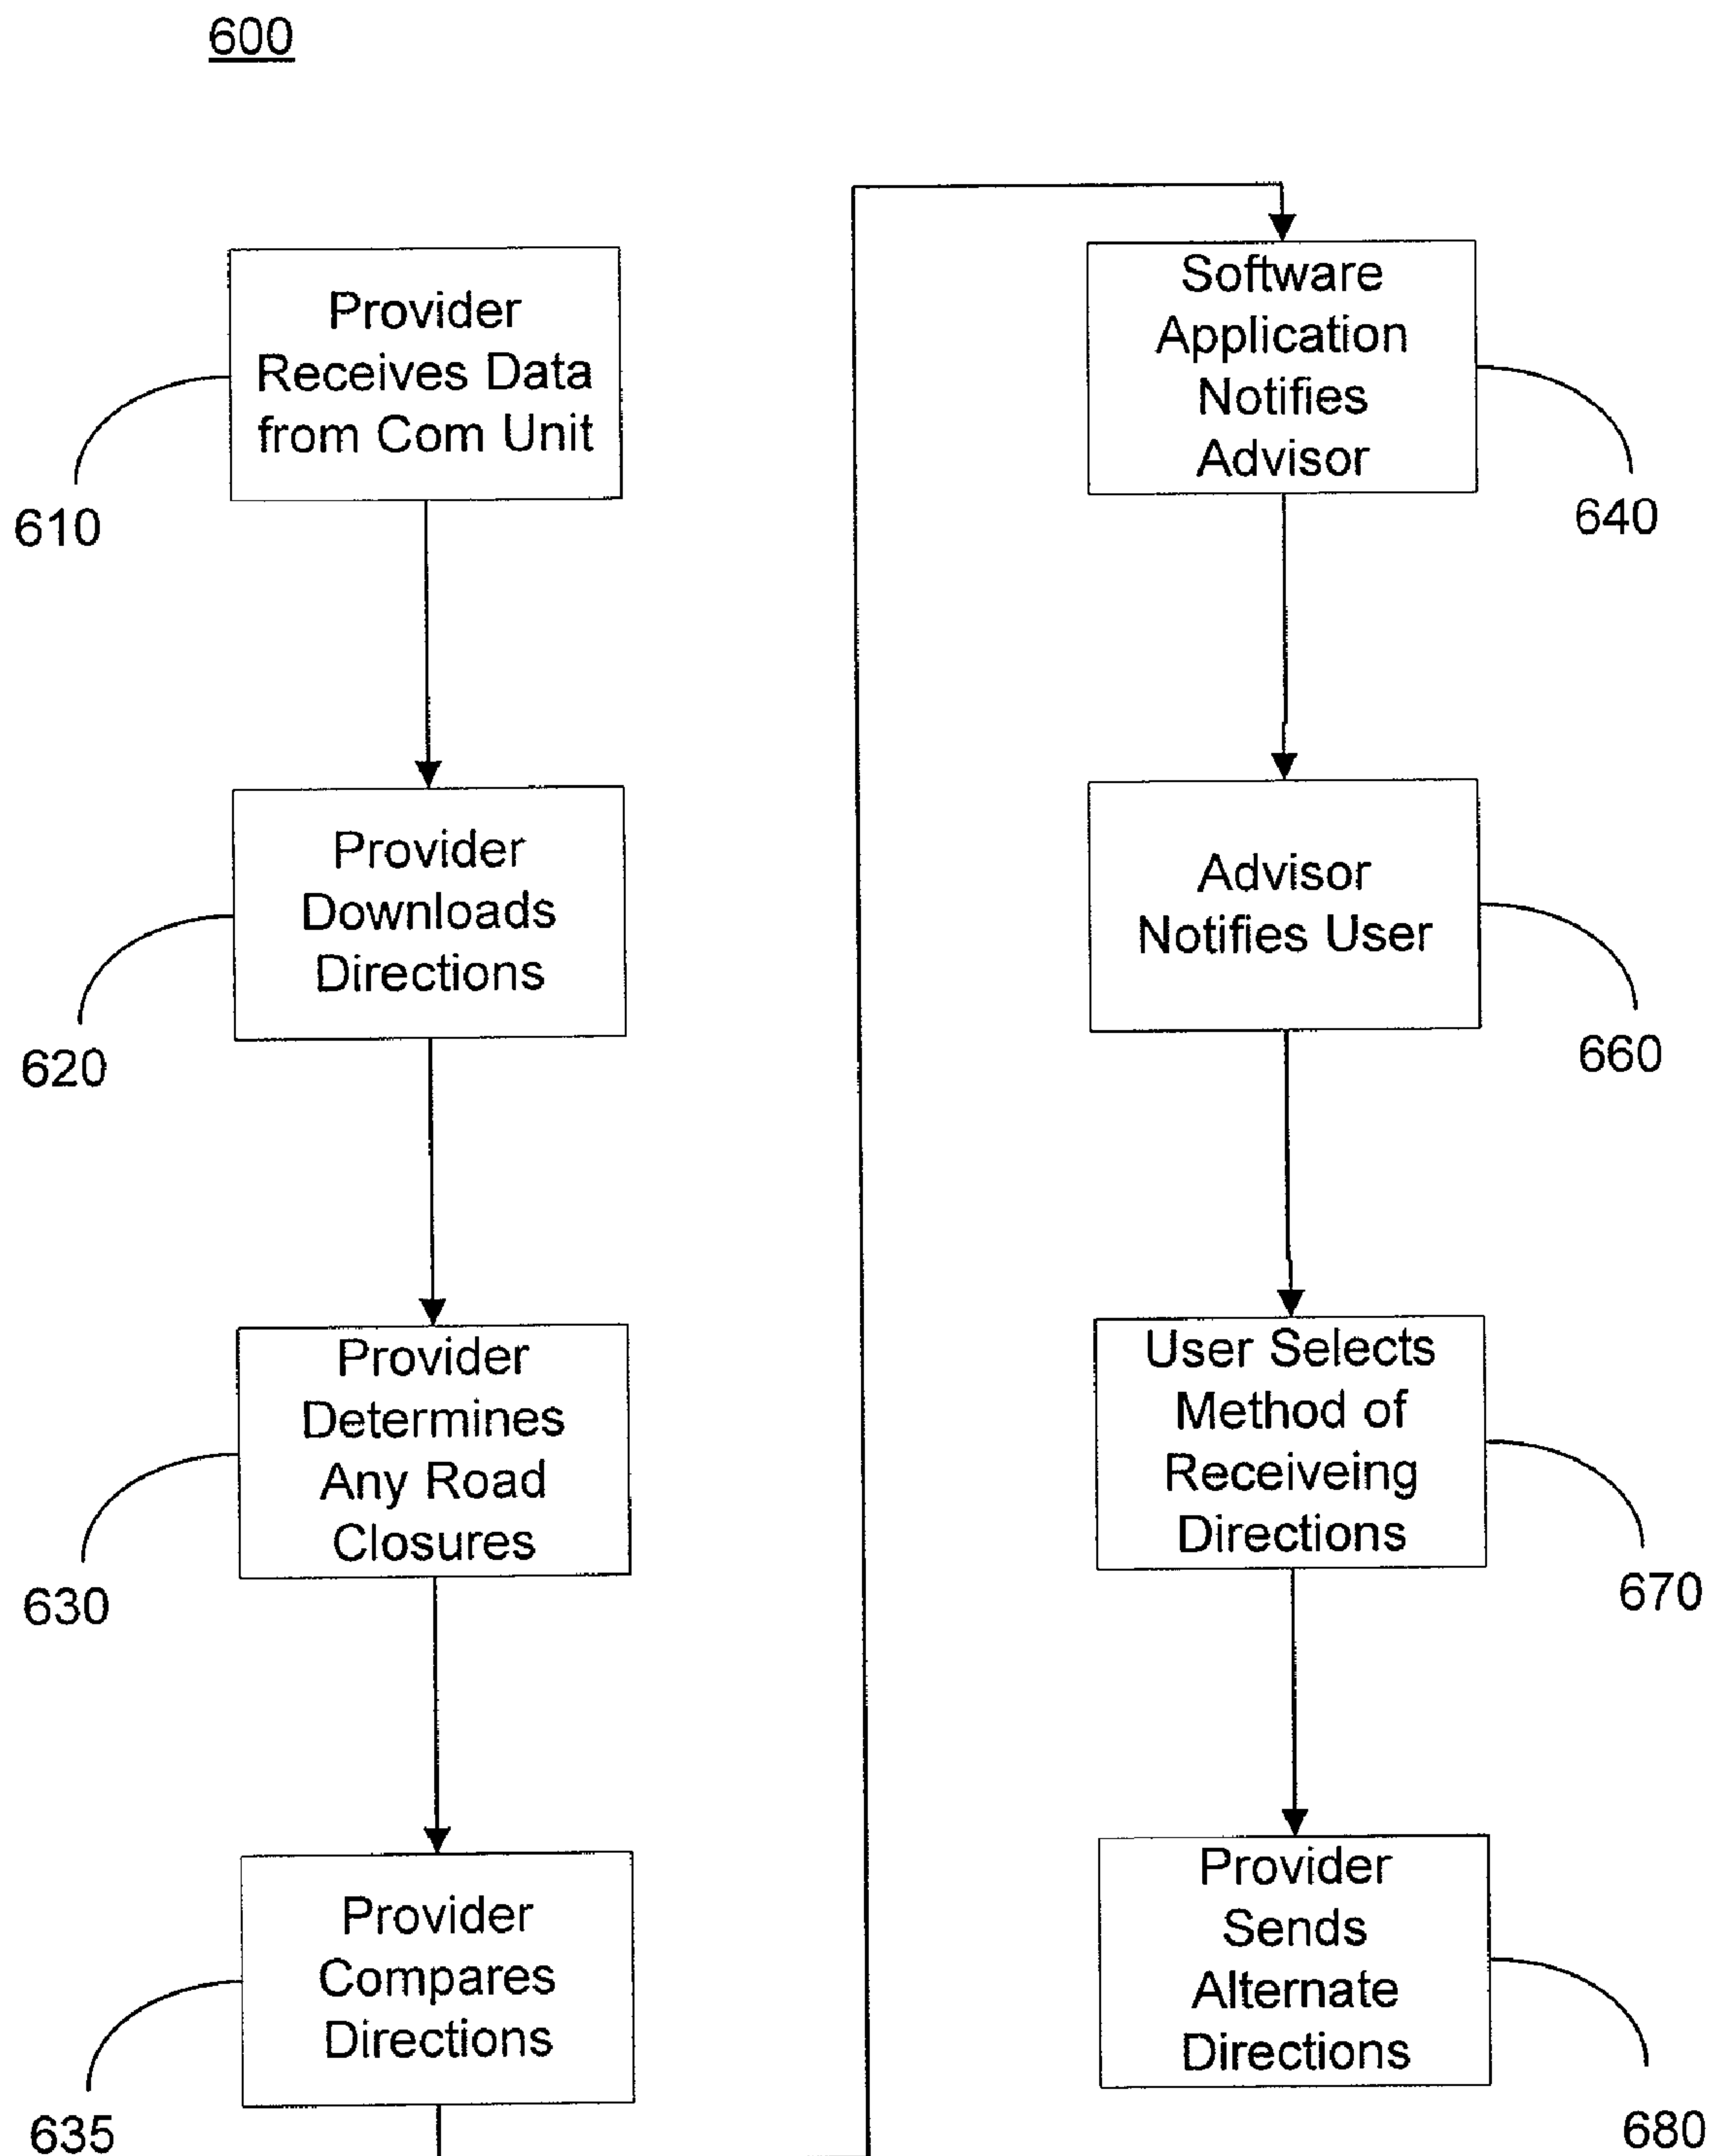 600
Provider
Receives Data
from Com Unit
610
Provider
Downloads
Directions
620
Provider
Determines
Any Road
Closures
630
Provider
Compares
Directions
635
Software
Application
Notifies
Advisor
640
Advisor
Notifies User
660
User Selects
Method of
Receiveing
Directions
670
Provider
Sends
Alternate
Directions
680